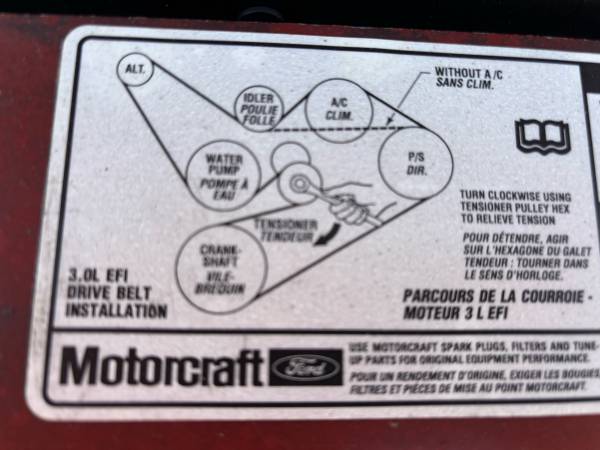 ALT.
IDLER
POULIE
FOLLE
A/C
CLIM.
WITHOUT A/C
SANS CLIM.
WATER
PUMP
POMPE À
EAU
P/S
DIR.
TENSIONER
TENDEUR
CRANK-
SHAFT
VILE-
BREQUIN
TURN CLOCKWISE USING
TENSIONER PULLEY HEX
TO RELIEVE TENSION
POUR DÉTENDRE, AGIR
SUR L'HEXAGONE DU GALET
TENDEUR : TOURNER DANS
LE SENS D'HORLOGE.
3.0L EFI
DRIVE BELT
INSTALLATION
PARCOURS DE LA COURROIE -
MOTEUR 3 L EFI
Motorcraft
Ford
USE MOTORCRAFT SPARK PLUGS, FILTERS AND TUNE-
UP PARTS FOR ORIGINAL EQUIPMENT PERFORMANCE.
POUR UN RENDEMENT D'ORIGINE, EXIGER LES BOUGIES,
FILTRES ET PIÈCES DE MISE AU POINT MOTORCRAFT.